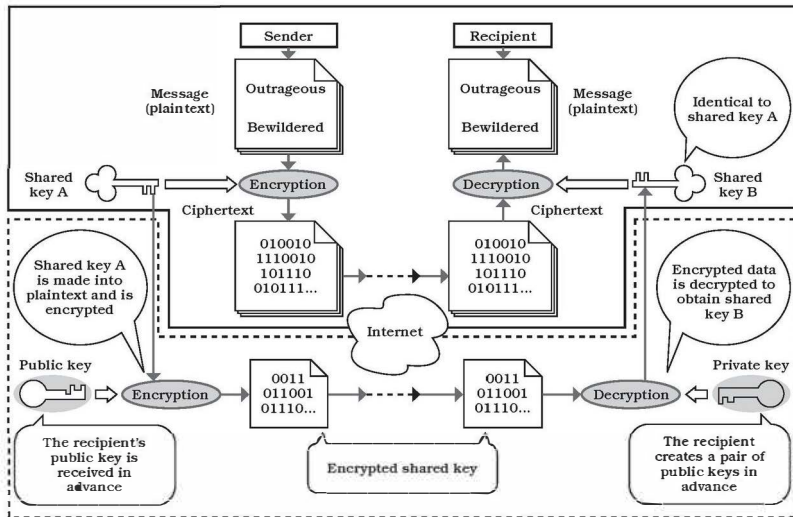 Sender
Recipient
Message
(plaintext)
Outrageous
Bewildered
Outrageous
Bewildered
Message
(plaintext)
Identical to
shared key A
Shared
key A
Encryption
Decryption
Shared
key B
Ciphertext
Ciphertext
010010
1110010
101110
010111...
010010
1110010
101110
010111...
Shared key A
is made into
plaintext and is
encrypted
Internet
Encrypted data
is decrypted to
obtain shared
key B
Public key
Encryption
0011
011001
01110...
0011
011001
01110...
Decryption
Private key
The recipient's
public key is
received in
advance
Encrypted shared key
The recipient
creates a pair of
public keys in
advance